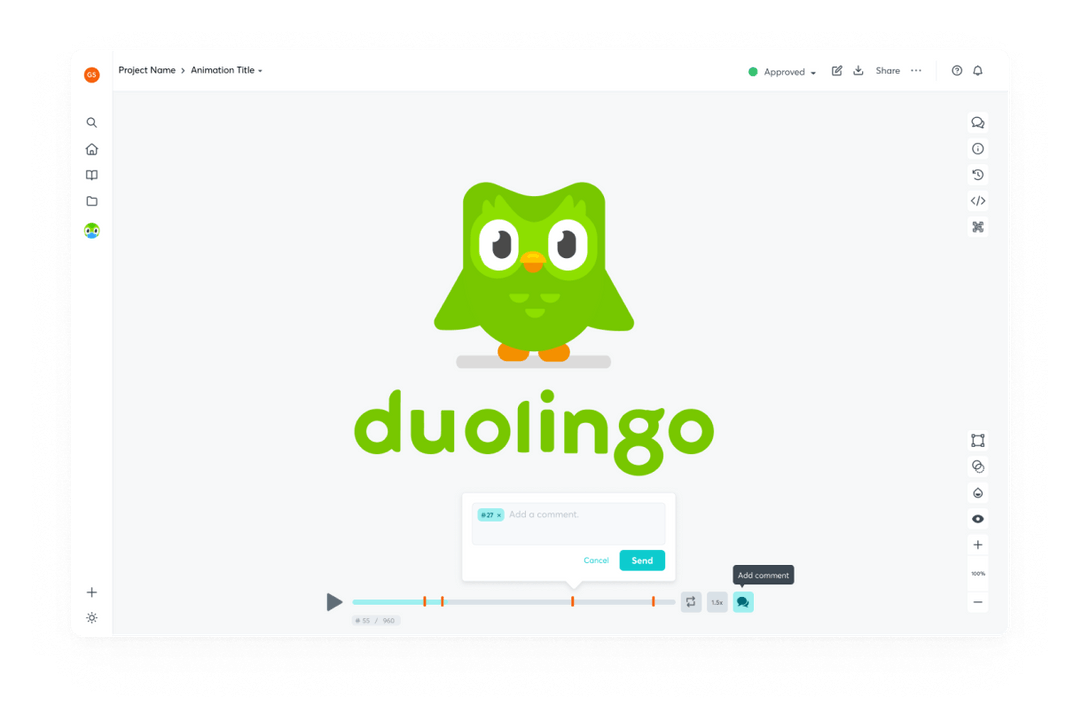 GS
Project Name > Animation Title
Approved
Share
duolingo
#27 × Add a comment.
Cancel
Send
Add comment
1.5x
# 55 / 960
100%